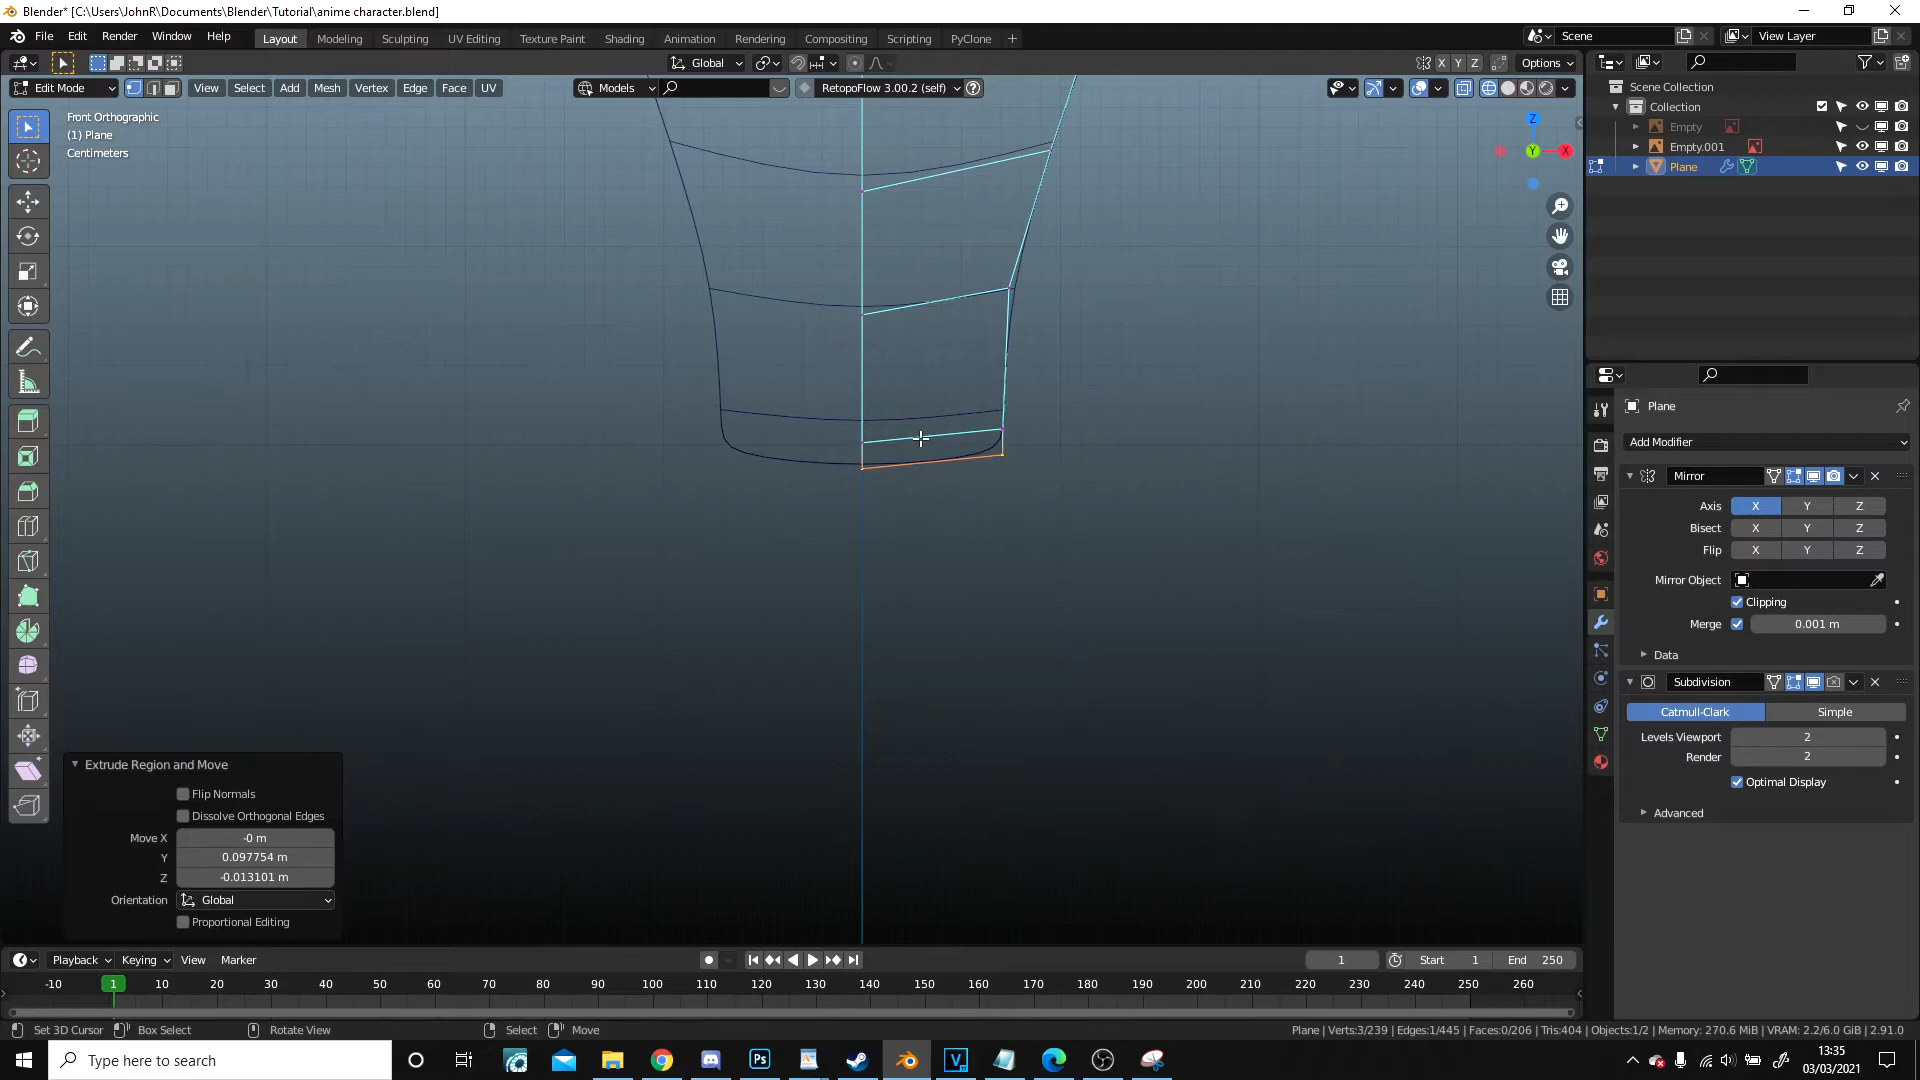 Blender* [C:\Users\JohnR\Documents\Blender\Tutorial\anime character.blend]
File Edit Render Window Help Layout Modeling Sculpting UV Editing Texture Paint Shading Animation Rendering Compositing Scripting PyClone + Scene View Layer
Global X Y Z Options
Edit Mode View Select Add Mesh Vertex Edge Face UV Models RetopoFlow 3.00.2 (self)
Scene Collection
Collection
Empty
Empty.001
Plane
Front Orthographic
(1) Plane
Centimeters
Z
Y X
Plane
Add Modifier
Mirror
Axis X Y Z
Bisect X Y Z
Flip X Y Z
Mirror Object
Clipping
Merge 0.001 m
Data
Subdivision
Catmull-Clark Simple
Levels Viewport 2
Render 2
Optimal Display
Advanced
Extrude Region and Move
Flip Normals
Dissolve Orthogonal Edges
Move X -0 m
Y 0.097754 m
Z -0.013101 m
Orientation Global
Proportional Editing
Playback Keying View Marker 1 Start 1 End 250
-10 1 10 20 30 40 50 60 70 80 90 100 110 120 130 140 150 160 170 180 190 200 210 220 230 240 250 260
Set 3D Cursor Box Select Rotate View Select Move Plane | Verts:3/239 | Edges:1/445 | Faces:0/206 | Tris:404 | Objects:1/2 | Memory: 270.6 MiB | VRAM: 2.2/6.0 GiB | 2.91.0
Type here to search
Ps
V
13:35
03/03/2021